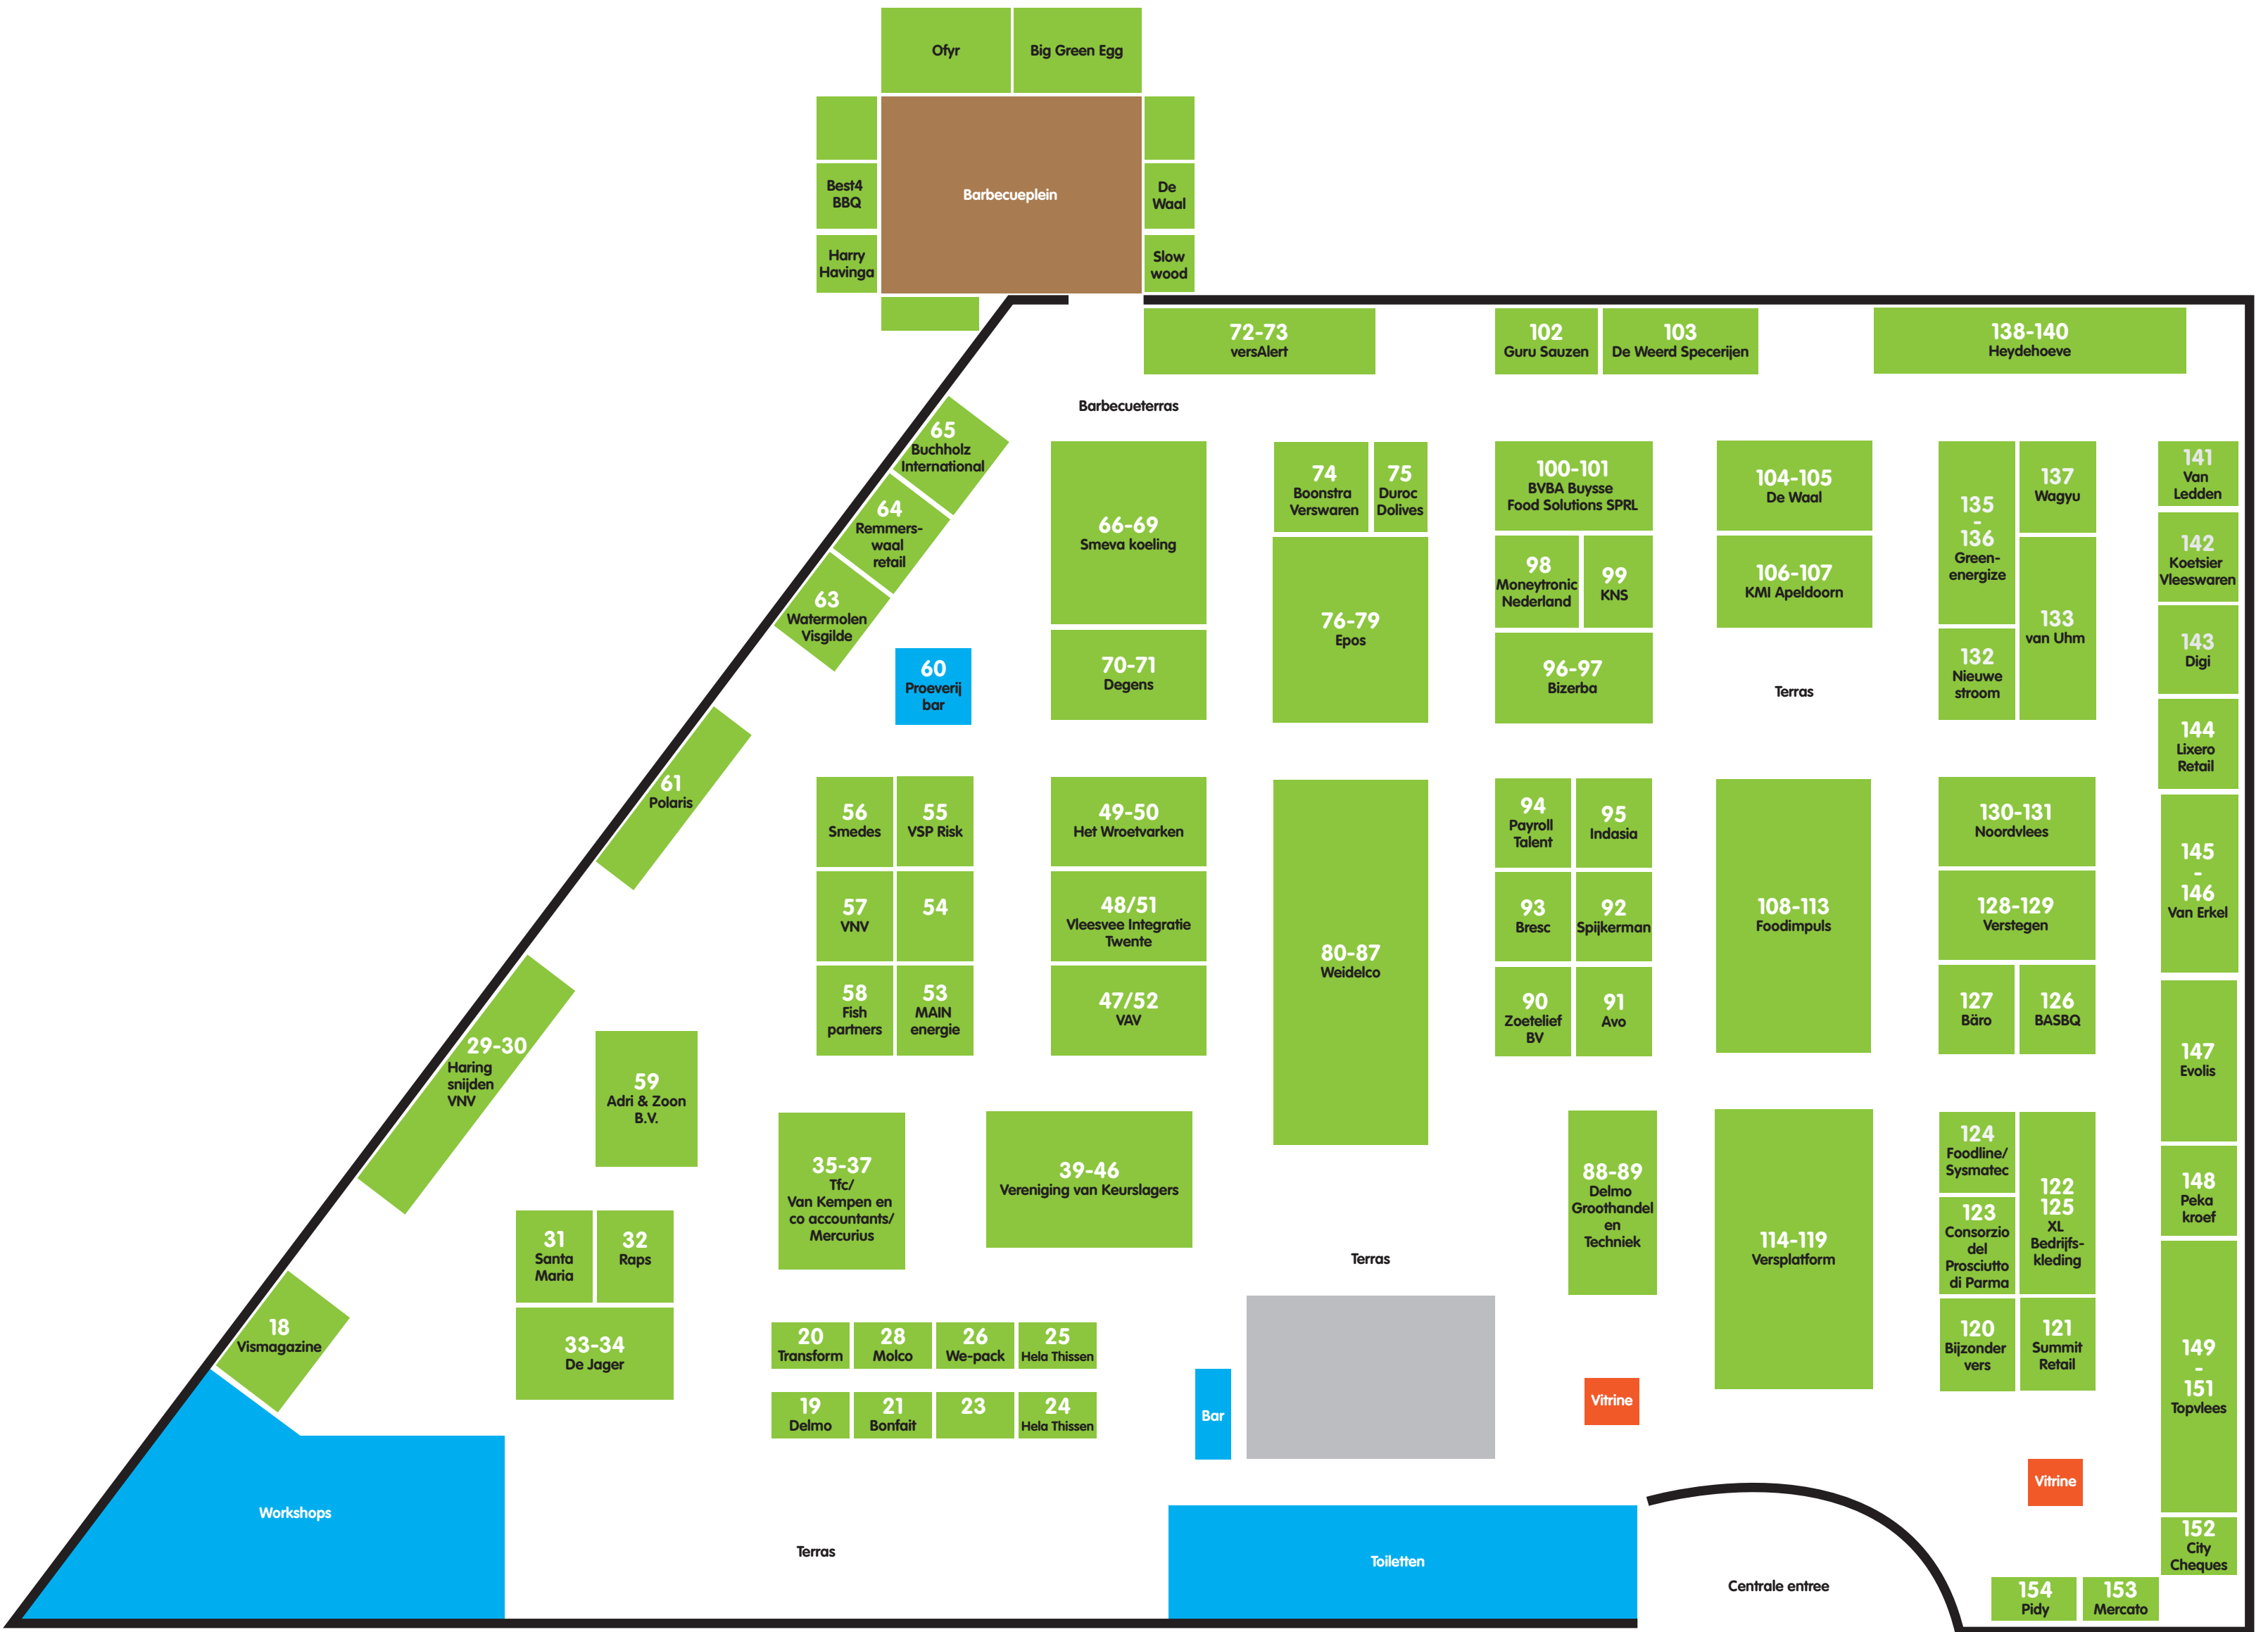 Ofyr
Big Green Egg
Best4
BBQ
Barbecueplein
De
Waal
Harry
Havinga
Slow
wood
72-73
versAlert
102
Guru Sauzen
103
De Weerd Specerijen
138-140
Heydehoeve
Barbecueterras
65
Buchholz
International
64
Remmers-
waal
retail
63
Watermolen
Visgilde
66-69
Smeva koeling
70-71
Degens
60
Proeverij
bar
74
Boonstra
Verswaren
75
Duroc
Dolives
76-79
Epos
100-101
BVBA Buysse
Food Solutions SPRL
98
Moneytronic
Nederland
99
KNS
96-97
Bizerba
104-105
De Waal
106-107
KMI Apeldoorn
Terras
135
-
136
Green-
energize
137
Wagyu
133
van Uhm
132
Nieuwe
stroom
141
Van
Ledden
142
Koetsier
Vleeswaren
143
Digi
144
Lixero
Retail
61
Polaris
56
Smedes
55
VSP Risk
57
VNV
54
58
Fish
partners
53
MAIN
energie
49-50
Het Wroetvarken
48/51
Vleesvee Integratie
Twente
47/52
VAV
80-87
Weidelco
94
Payroll
Talent
95
Indasia
93
Bresc
92
Spijkerman
90
Zoetelief
BV
91
Avo
108-113
Foodimpuls
130-131
Noordvlees
128-129
Verstegen
127
Bäro
126
BASBQ
145
-
146
Van Erkel
147
Evolis
29-30
Haring
snijden
VNV
59
Adri & Zoon
B.V.
35-37
Tfc/
Van Kempen en
co accountants/
Mercurius
39-46
Vereniging van Keurslagers
Terras
88-89
Delmo
Groothandel
en
Techniek
114-119
Versplatform
124
Foodline/
Sysmatec
123
Consorzio
del
Prosciutto
di Parma
122
125
XL
Bedrijfs-
kleding
120
Bijzonder
vers
121
Summit
Retail
148
Peka
kroef
149
-
151
Topvlees
31
Santa
Maria
32
Raps
33-34
De Jager
18
Vismagazine
20
Transform
28
Molco
26
We-pack
25
Hela Thissen
19
Delmo
21
Bonfait
23
24
Hela Thissen
Bar
Vitrine
Vitrine
Workshops
Terras
Toiletten
Centrale entree
152
City
Cheques
154
Pidy
153
Mercato